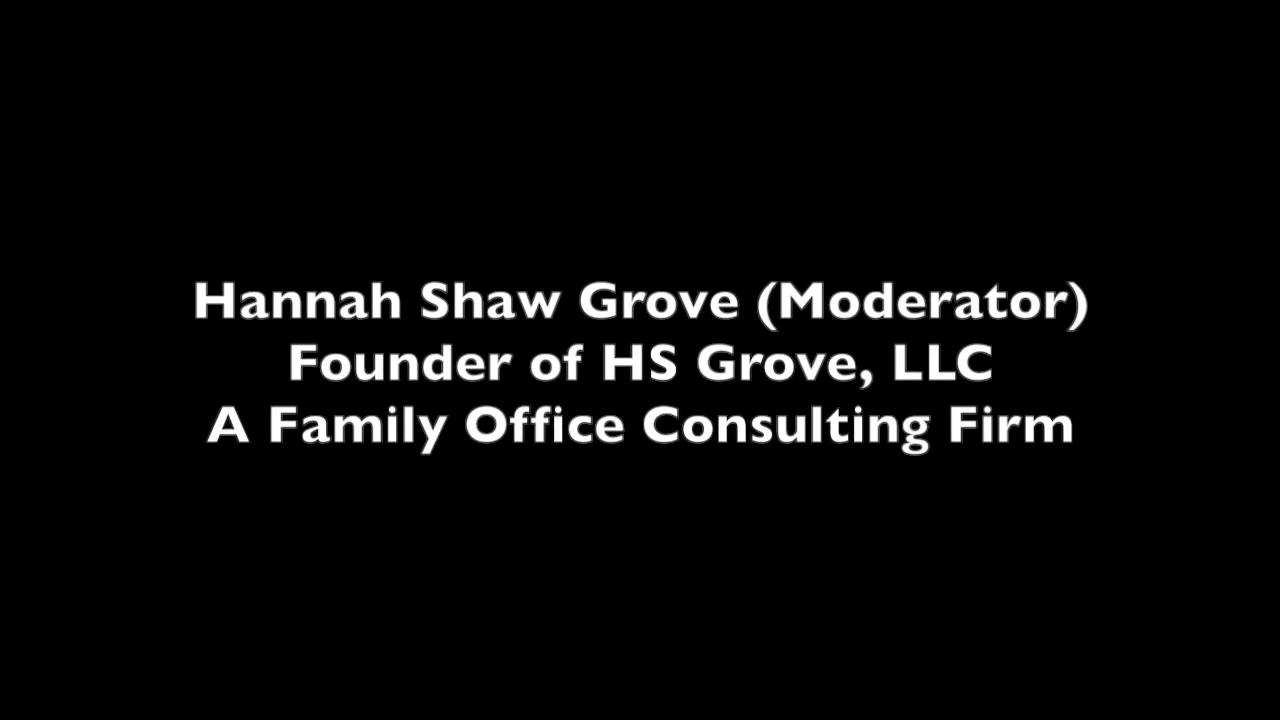 Hannah Shaw Grove (Moderator)
Founder of HS Grove, LLC
A Family Office Consulting Firm